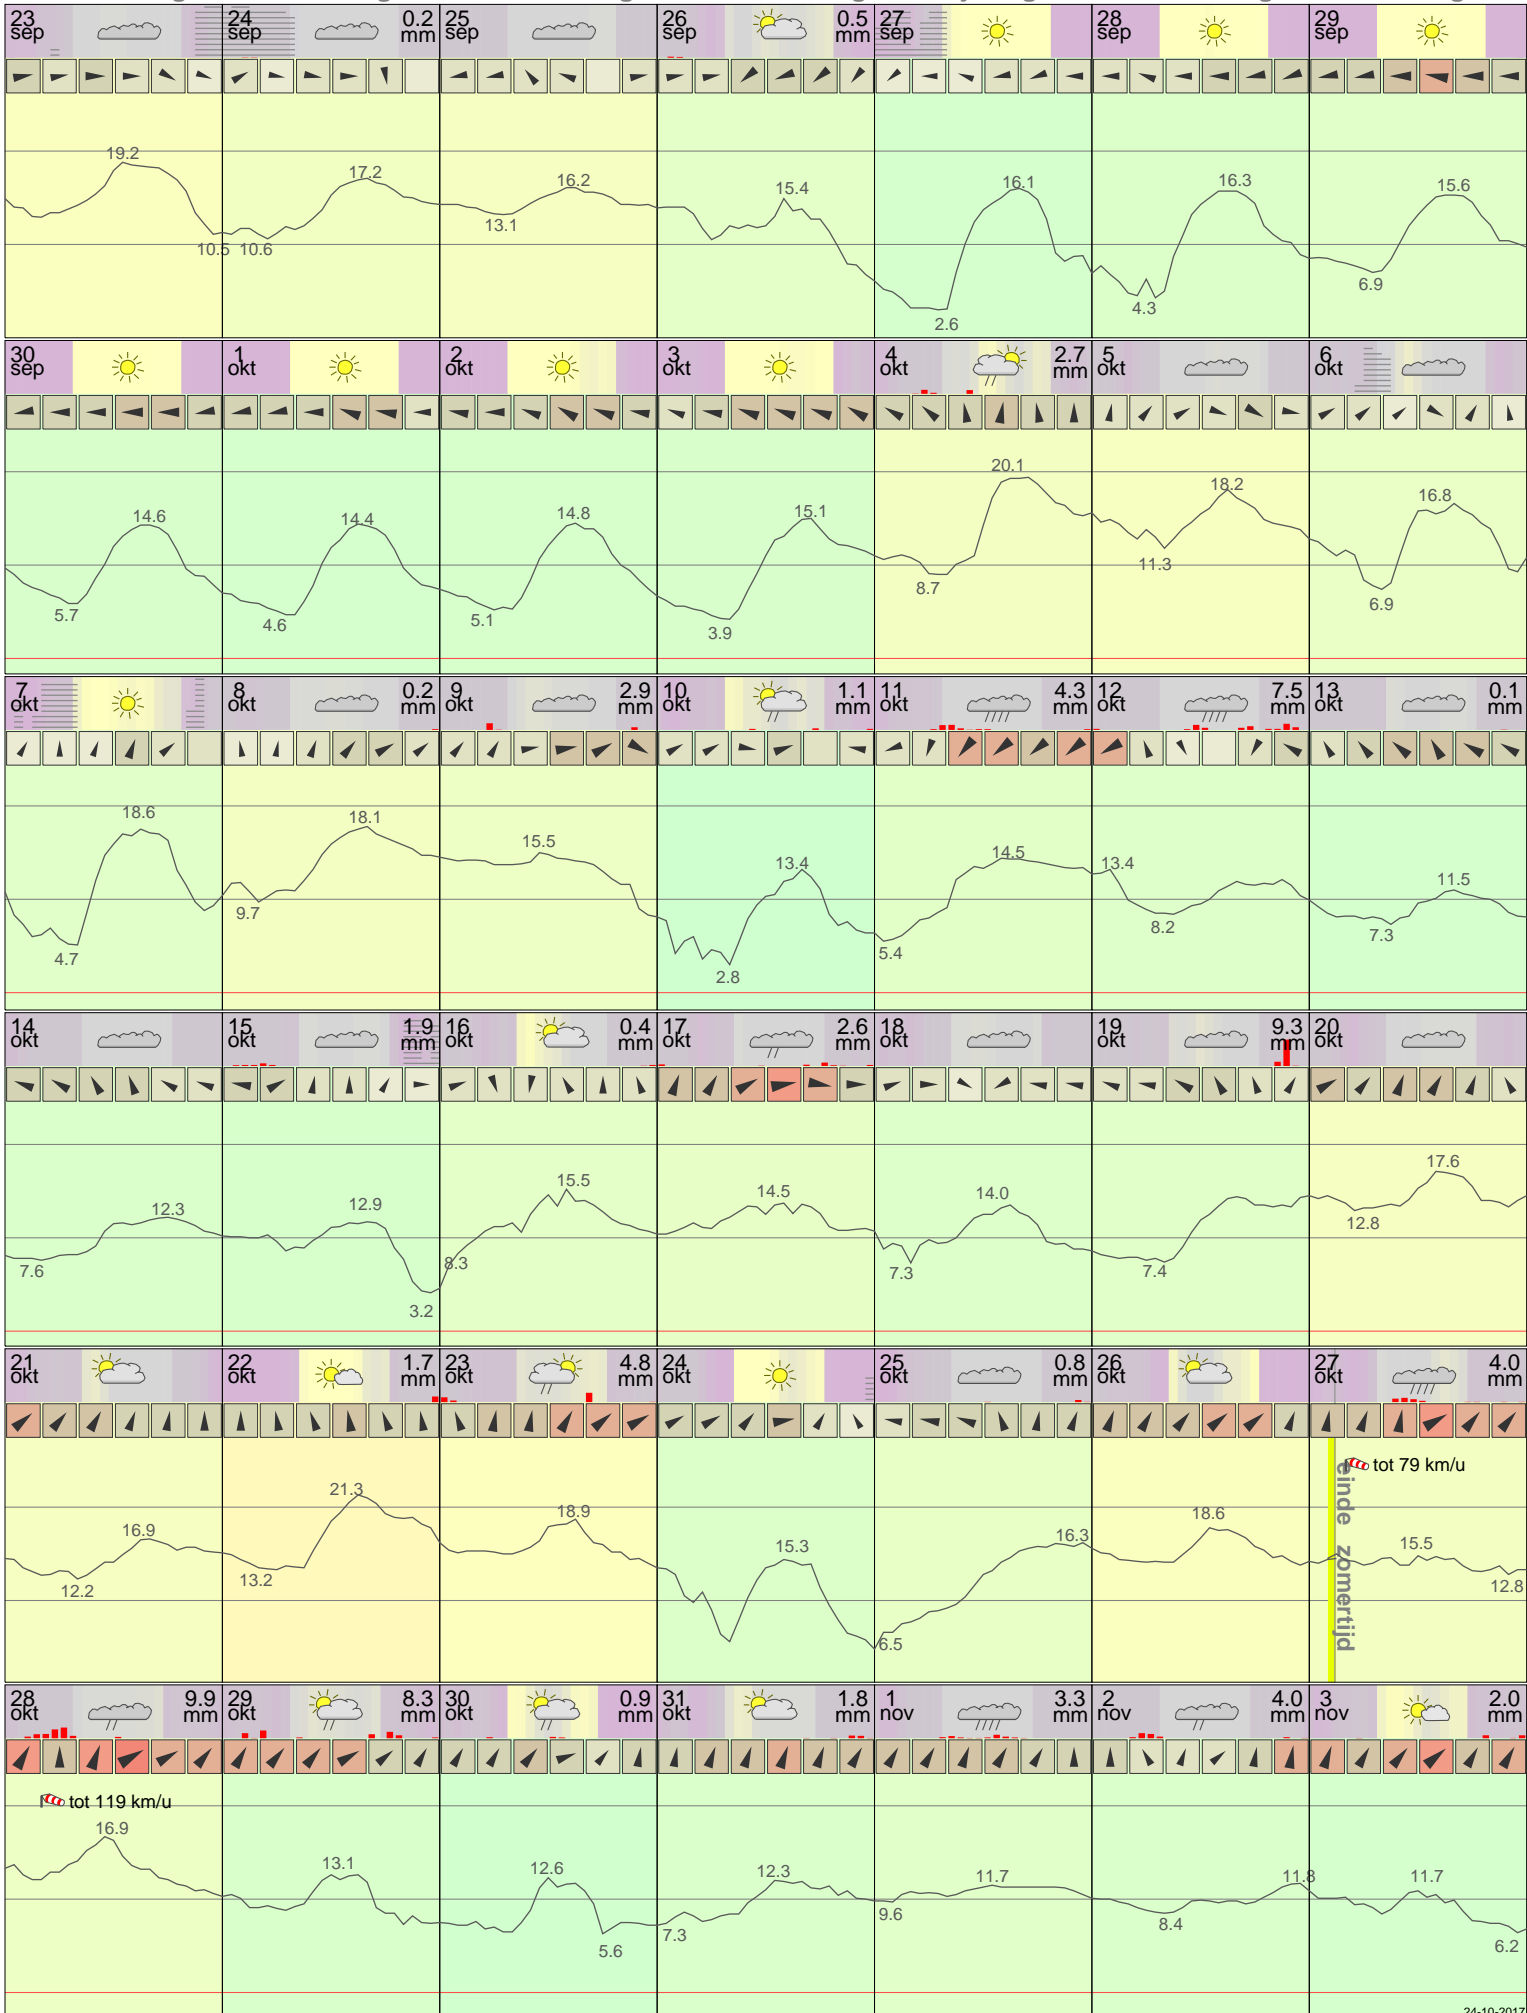 23 sep
24 sep 0.2 mm
25 sep
26 sep 0.5 mm
27 sep
28 sep
29 sep
19.2
10.5
10.6
17.2
13.1
16.2
15.4
2.6
16.1
4.3
16.3
6.9
15.6
30 sep
1 okt
2 okt
3 okt
4 okt 2.7 mm
5 okt
6 okt
5.7
14.6
4.6
14.4
5.1
14.8
3.9
15.1
8.7
20.1
11.3
18.2
6.9
16.8
7 okt
8 okt 0.2 mm
9 okt 2.9 mm
10 okt 1.1 mm
11 okt 4.3 mm
12 okt 7.5 mm
13 okt 0.1 mm
4.7
18.6
9.7
18.1
15.5
2.8
13.4
5.4
14.5
13.4
8.2
7.3
11.5
14 okt
15 okt 1.9 mm
16 okt 0.4 mm
17 okt 2.6 mm
18 okt
19 okt 9.3 mm
20 okt
7.6
12.3
12.9
3.2
8.3
15.5
14.5
7.3
14.0
7.4
12.8
17.6
21 okt
22 okt 1.7 mm
23 okt 4.8 mm
24 okt
25 okt 0.8 mm
26 okt
27 okt 4.0 mm
tot 79 km/u
einde zomertijd
12.2
16.9
13.2
21.3
18.9
15.3
6.5
16.3
18.6
15.5
12.8
28 okt 9.9 mm
29 okt 8.3 mm
30 okt 0.9 mm
31 okt 1.8 mm
1 nov 3.3 mm
2 nov 4.0 mm
3 nov 2.0 mm
tot 119 km/u
16.9
13.1
12.6
5.6
7.3
12.3
9.6
11.7
8.4
11.8
11.7
6.2
24-10-2017